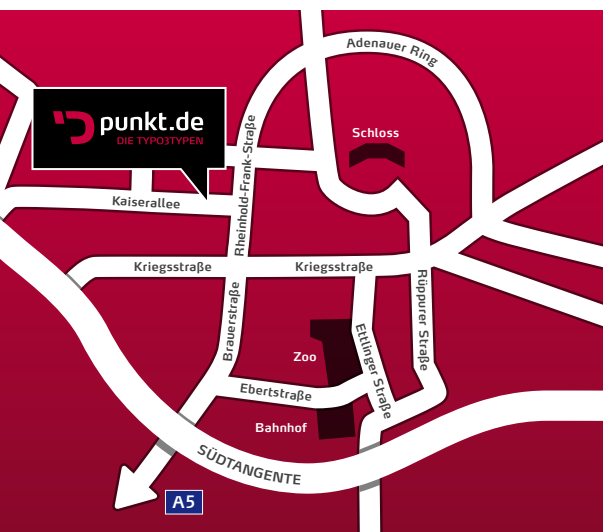 Adenauer Ring
punkt.de
DIE TYPO3TYPEN
Schloss
Rheinhold-Frank-Straße
Kaiserallee
Kriegsstraße
Kriegsstraße
Rüppurer Straße
Brauerstraße
Ettlinger Straße
Zoo
Ebertstraße
Bahnhof
SÜDTANGENTE
A5